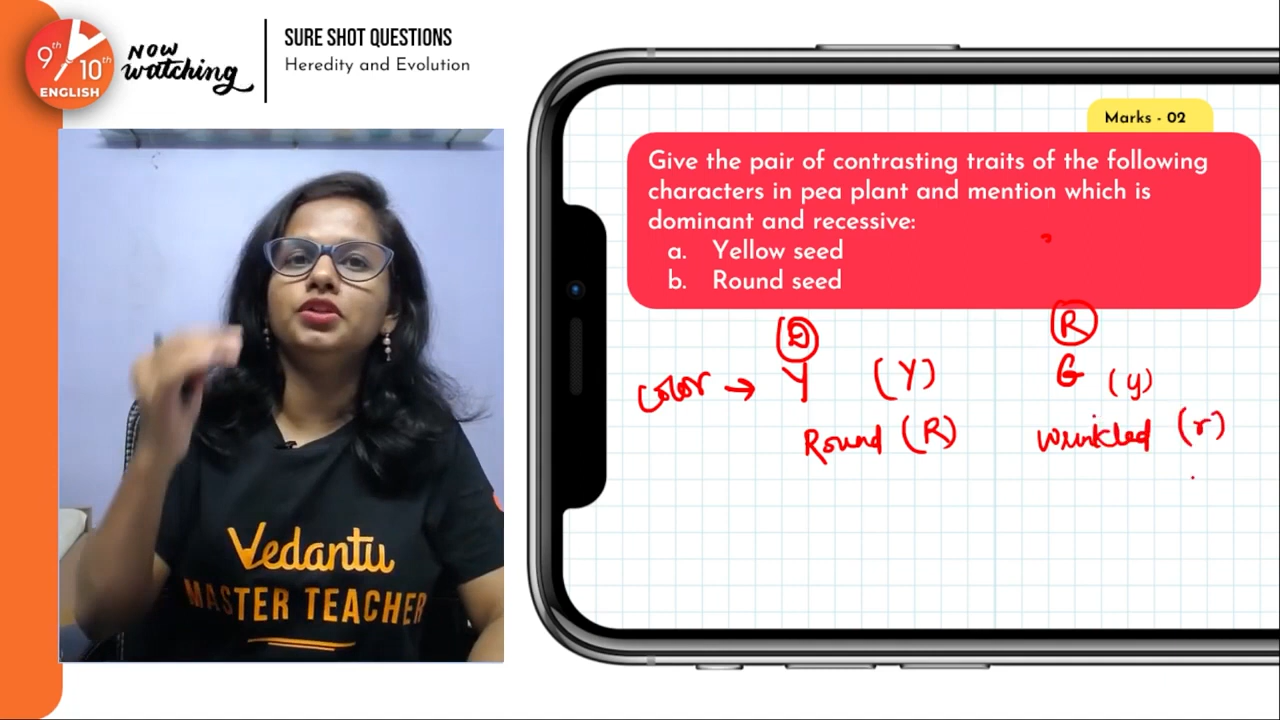 9th 10th
ENGLISH
NOW
watching
SURE SHOT QUESTIONS
Heredity and Evolution
Marks - 02
Give the pair of contrasting traits of the following
characters in pea plant and mention which is
dominant and recessive:
a. Yellow seed
b. Round seed
D R
Color → Y (Y) G (y)
Round (R) wrinkled (r)
Vedantu
MASTER TEACHER